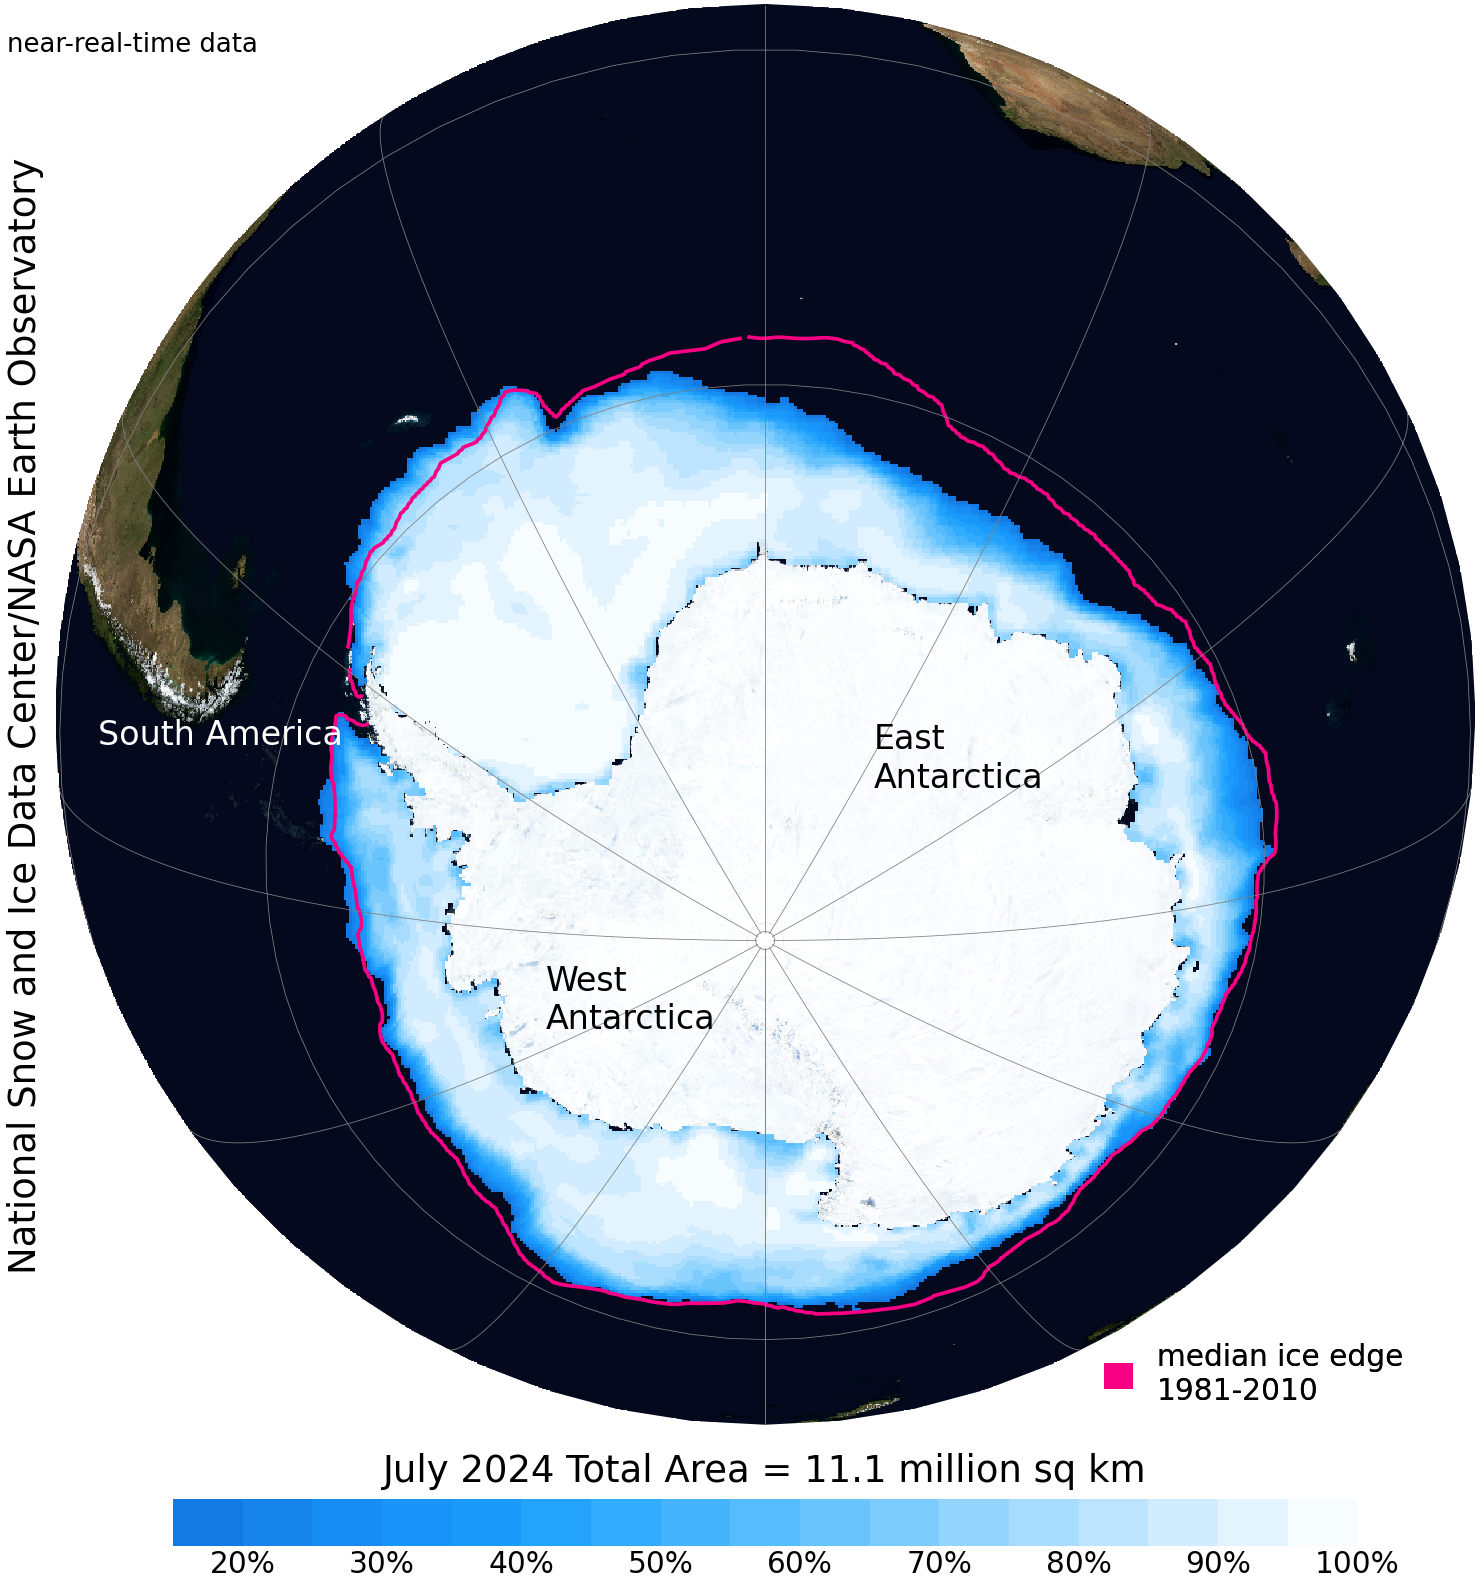 near-real-time data
National Snow and Ice Data Center/NASA Earth Observatory
South America
East
Antarctica
West
Antarctica
median ice edge
1981-2010
July 2024 Total Area = 11.1 million sq km
20% 30% 40% 50% 60% 70% 80% 90% 100%